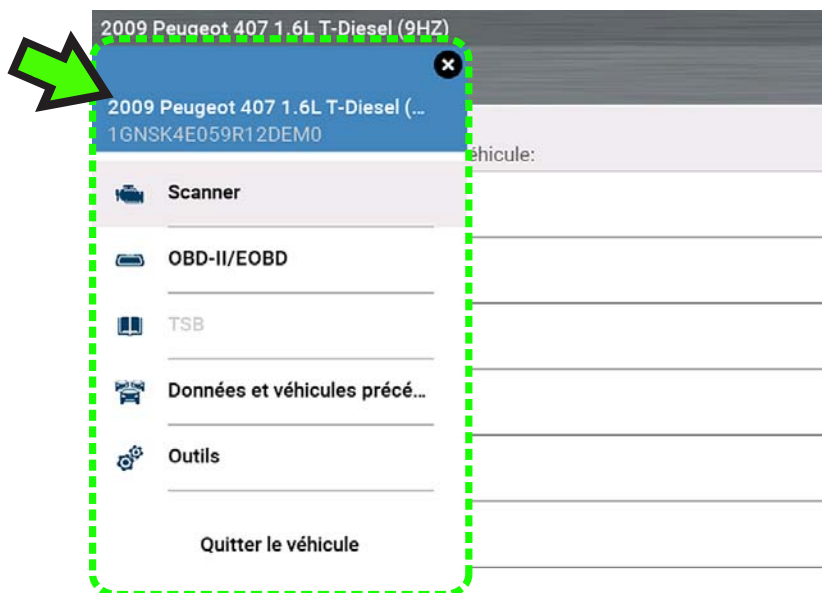 2009 Peugeot 407 1.6L T-Diesel (9HZ)
2009 Peugeot 407 1.6L T-Diesel (…
1GNSK4E059R12DEM0
éhicule:
Scanner
OBD-II/EOBD
TSB
Données et véhicules précé…
Outils
Quitter le véhicule